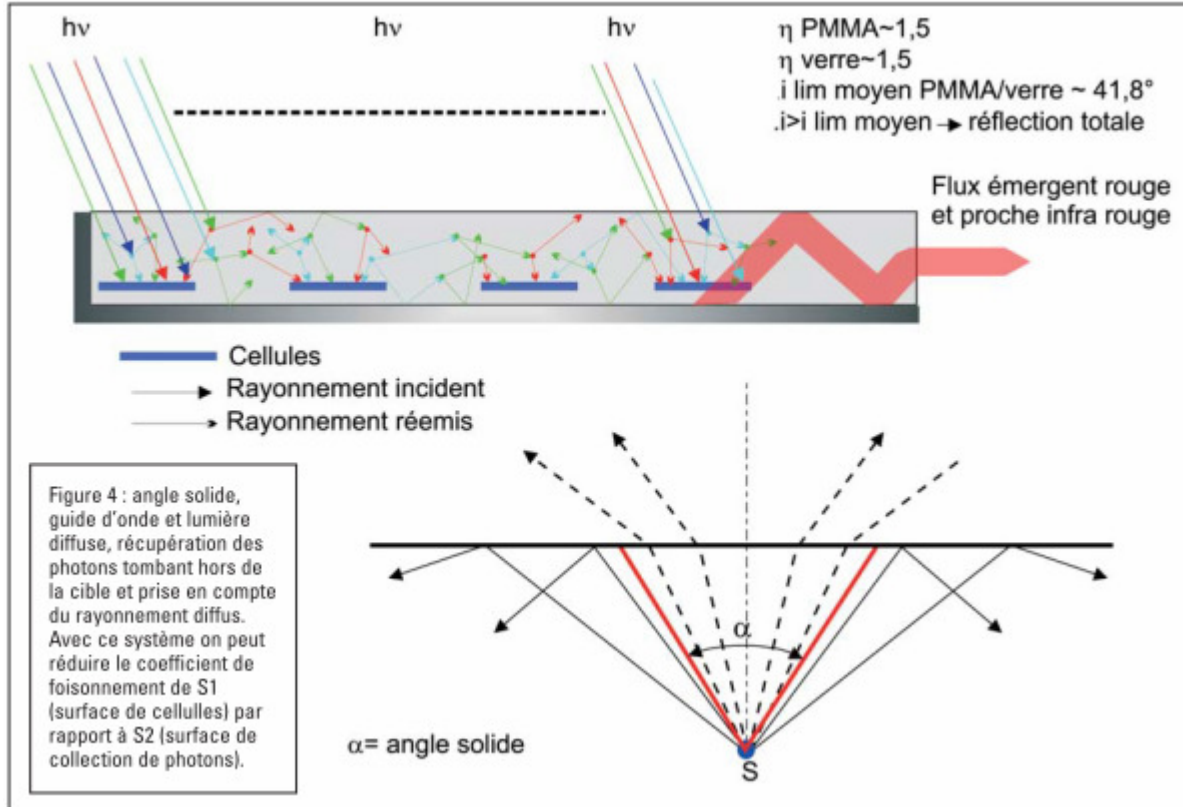 hν hν hν
η PMMA~1,5
η verre~1,5
.i lim moyen PMMA/verre ~ 41,8°
.i>i lim moyen → réflection totale
Flux émergent rouge
et proche infra rouge
Cellules
Rayonnement incident
Rayonnement réemis
Figure 4 : angle solide,
guide d'onde et lumière
diffuse, récupération des
photons tombant hors de
la cible et prise en compte
du rayonnement diffus.
Avec ce système on peut
réduire le coefficient de
foisonnement de S1
(surface de cellulles) par
rapport à S2 (surface de
collection de photons).
α
α= angle solide
S